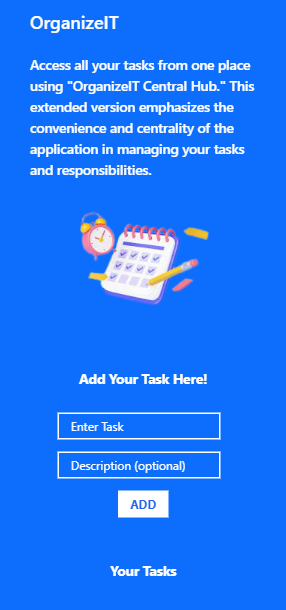 OrganizeIT
Access all your tasks from one place
using "OrganizeIT Central Hub." This
extended version emphasizes the
convenience and centrality of the
application in managing your tasks
and responsibilities.
Add Your Task Here!
Enter Task
Description (optional)
ADD
Your Tasks